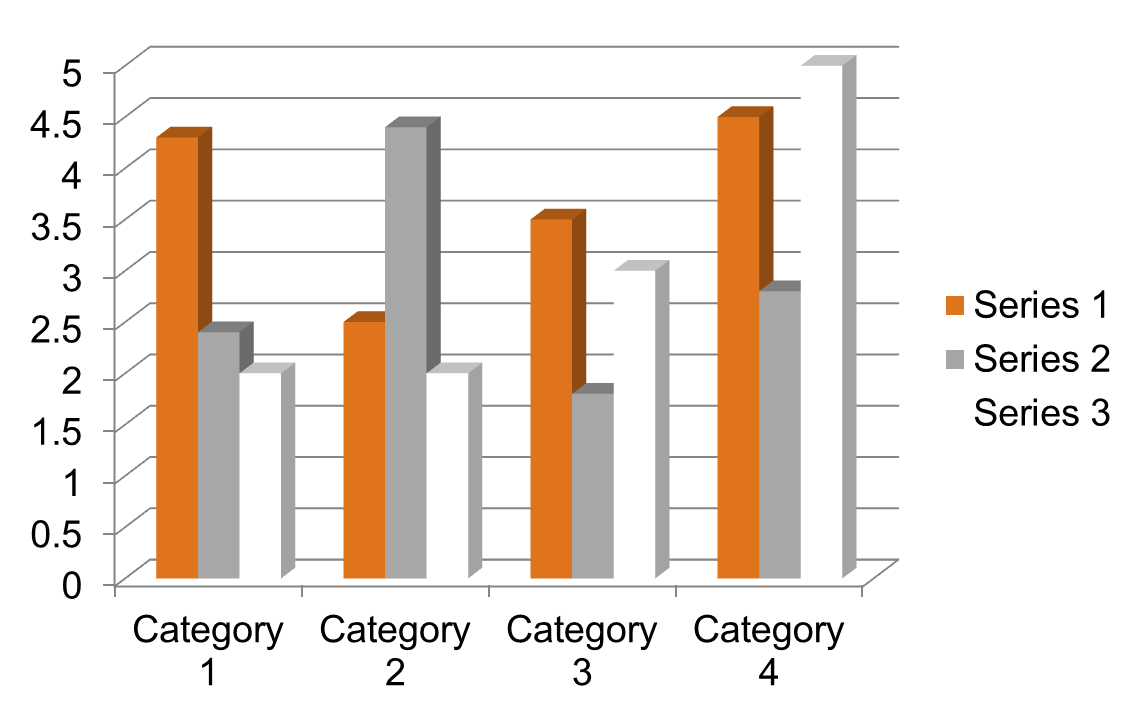 5
4.5
4
3.5
3
2.5
2
1.5
1
0.5
0
Category 1
Category 2
Category 3
Category 4
Series 1
Series 2
Series 3